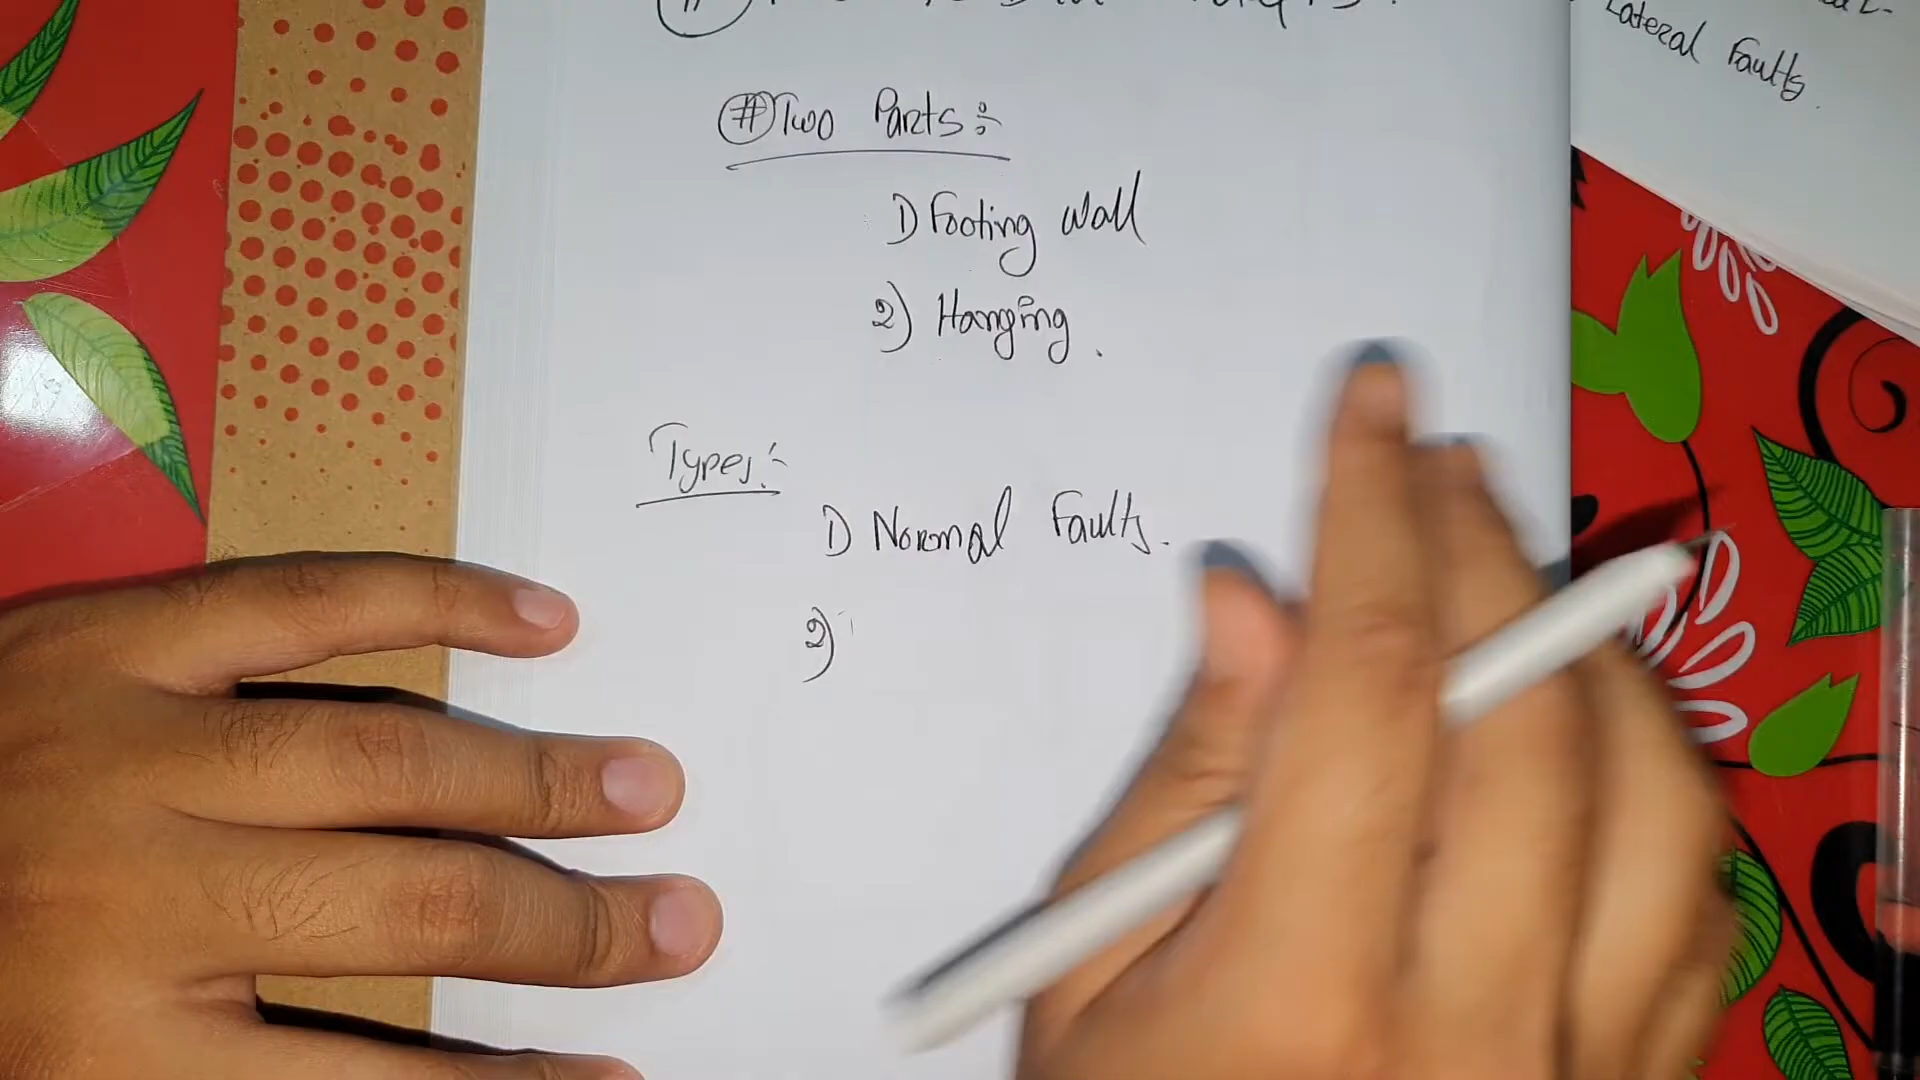 #Two Parts:-
1) Footing Wall
2) Hanging.
Types:-
1) Normal Faults.
2)
Lateral Faults.